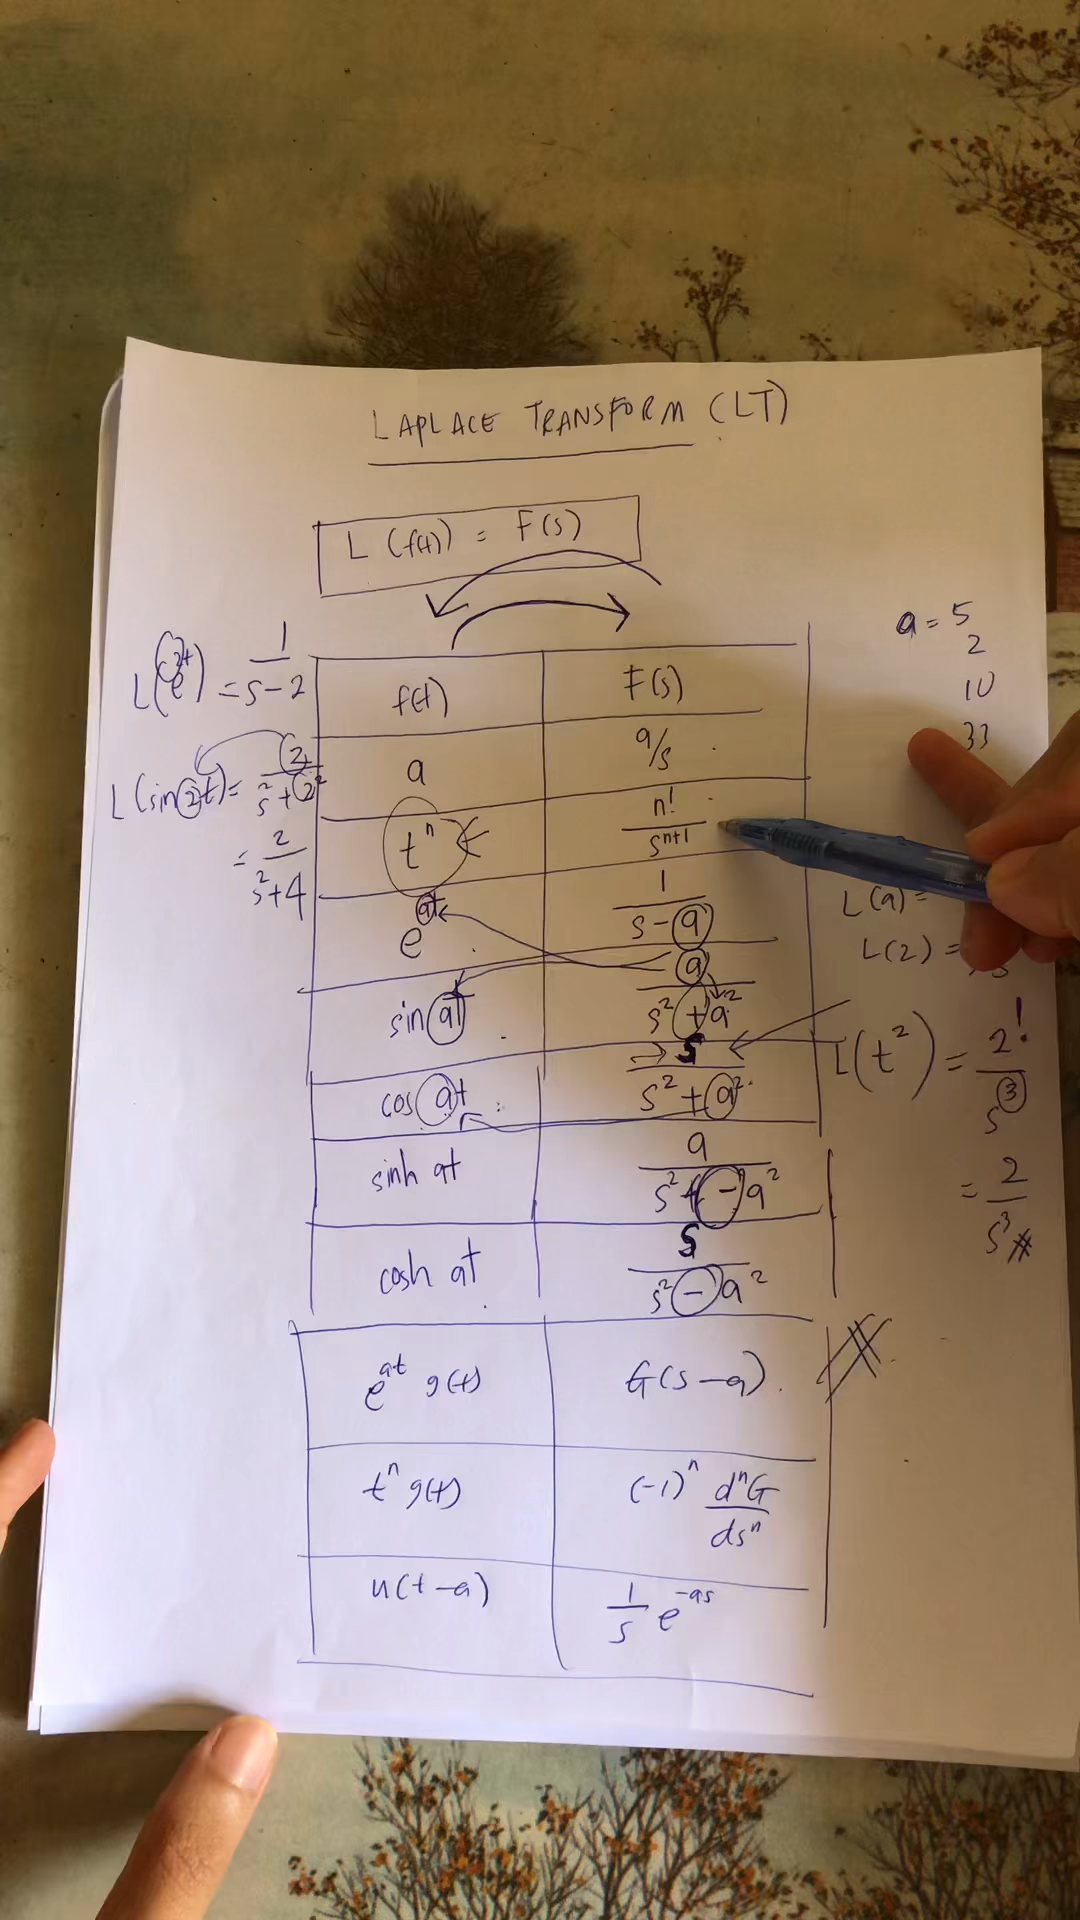 LAPLACE TRANSFORM (LT)
L (f(t)) = F(s)
f(t) F(s)
a a/s
t^n n!/s^(n+1)
e^(at) 1/(s-a)
sin at a/(s^2+a^2)
cos at s/(s^2+a^2)
sinh at a/(s^2-a^2)
cosh at s/(s^2-a^2)
e^(at) g(t) G(s-a)
t^n g(t) (-1)^n d^nG/ds^n
u(t-a) 1/s e^(-as)
L(e^(2t)) = 1/(s-2)
L(sin 2t) = 2/(s^2+2^2)
= 2/(s^2+4)
a = 5
2
10
33
L(a) =
L(2) =
L(t^2) = 2!/s^3
= 2/s^3 #